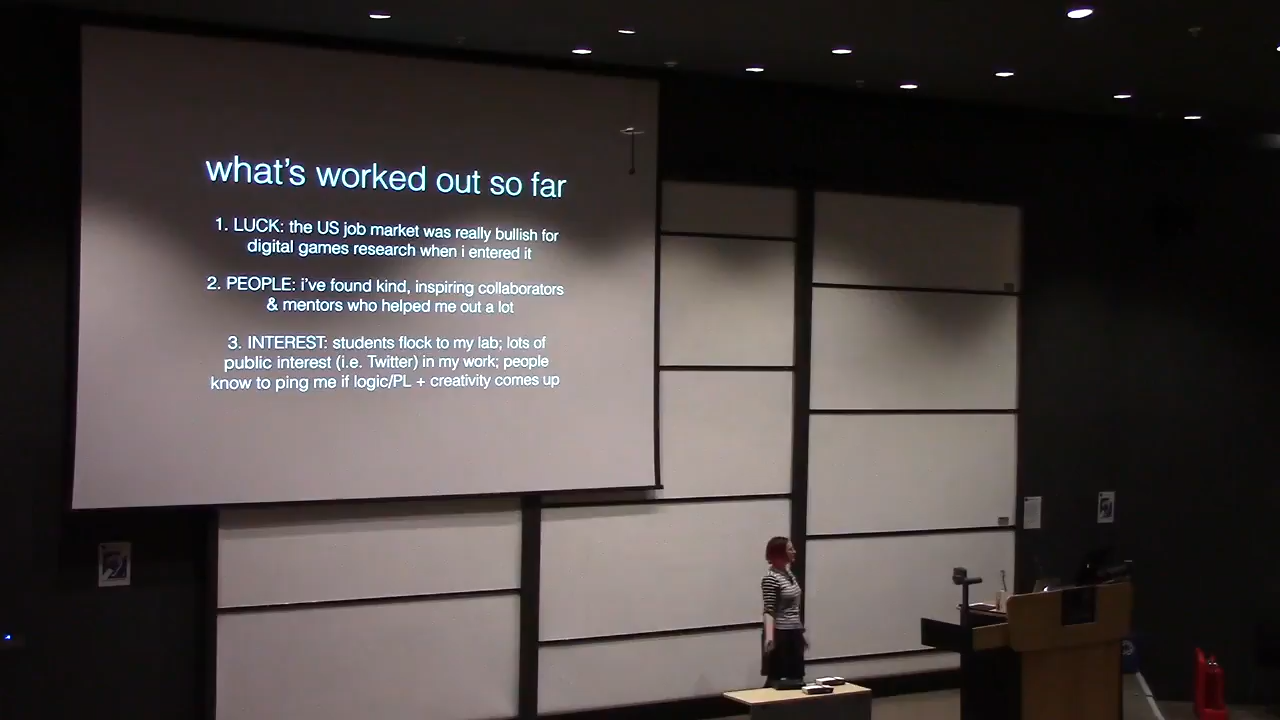 what's worked out so far
1. LUCK: the US job market was really bullish for
digital games research when i entered it
2. PEOPLE: i've found kind, inspiring collaborators
& mentors who helped me out a lot
3. INTEREST: students flock to my lab; lots of
public interest (i.e. Twitter) in my work; people
know to ping me if logic/PL + creativity comes up